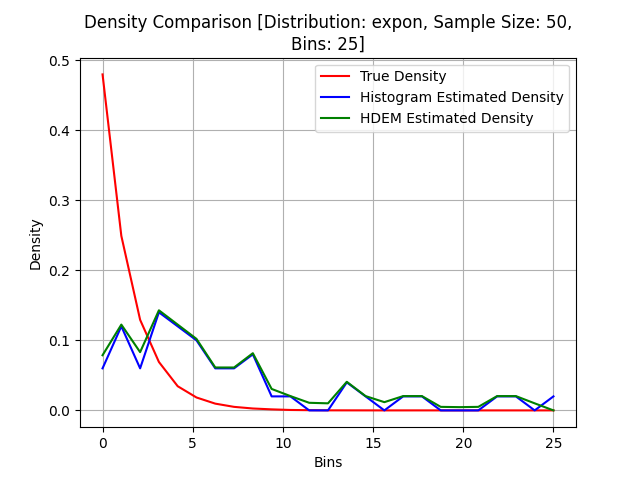 Density Comparison [Distribution: expon, Sample Size: 50,
Bins: 25]
True Density
Histogram Estimated Density
HDEM Estimated Density
Density
0.5
0.4
0.3
0.2
0.1
0.0
0 5 10 15 20 25
Bins